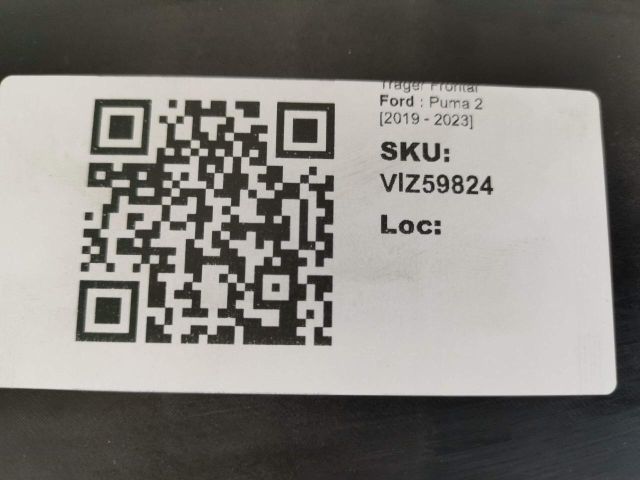 Trager Frontal
Ford : Puma 2
[2019 - 2023]
SKU:
VIZ59824
Loc: